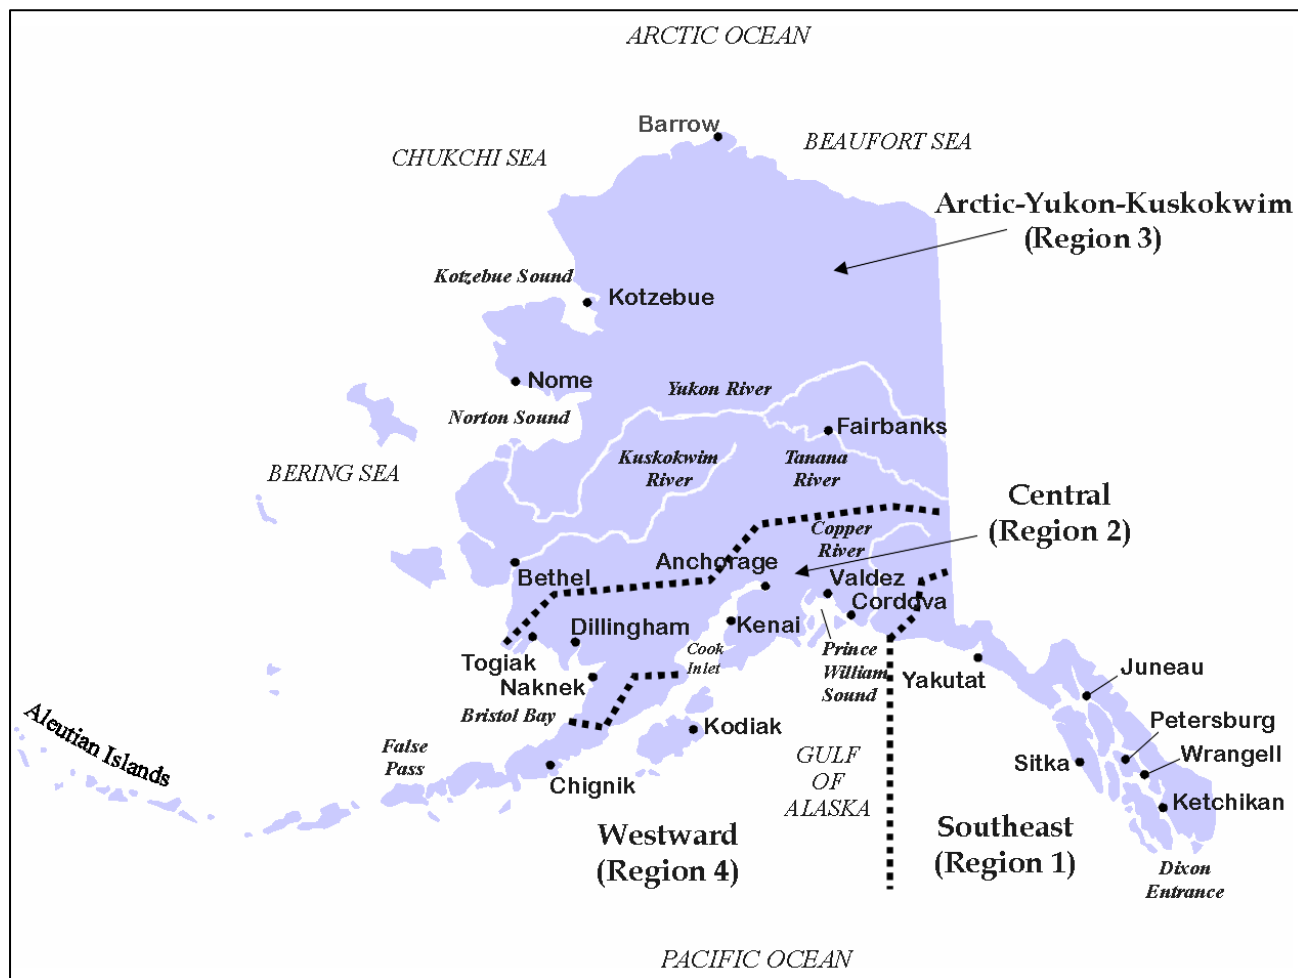 ARCTIC OCEAN
Barrow
BEAUFORT SEA
CHUKCHI SEA
Arctic-Yukon-Kuskokwim
(Region 3)
Kotzebue Sound
Kotzebue
Nome
Yukon River
Norton Sound
Fairbanks
Kuskokwim
River
Tanana
River
BERING SEA
Central
(Region 2)
Copper
River
Anchorage
Bethel
Valdez
Cordova
Dillingham
Kenai
Togiak
Cook
Inlet
Prince
William
Sound
Naknek
Yakutat
Juneau
Bristol Bay
Kodiak
Petersburg
Aleutian Islands
False
Pass
Wrangell
Sitka
GULF
OF
ALASKA
Chignik
Ketchikan
Westward
(Region 4)
Southeast
(Region 1)
Dixon
Entrance
PACIFIC OCEAN